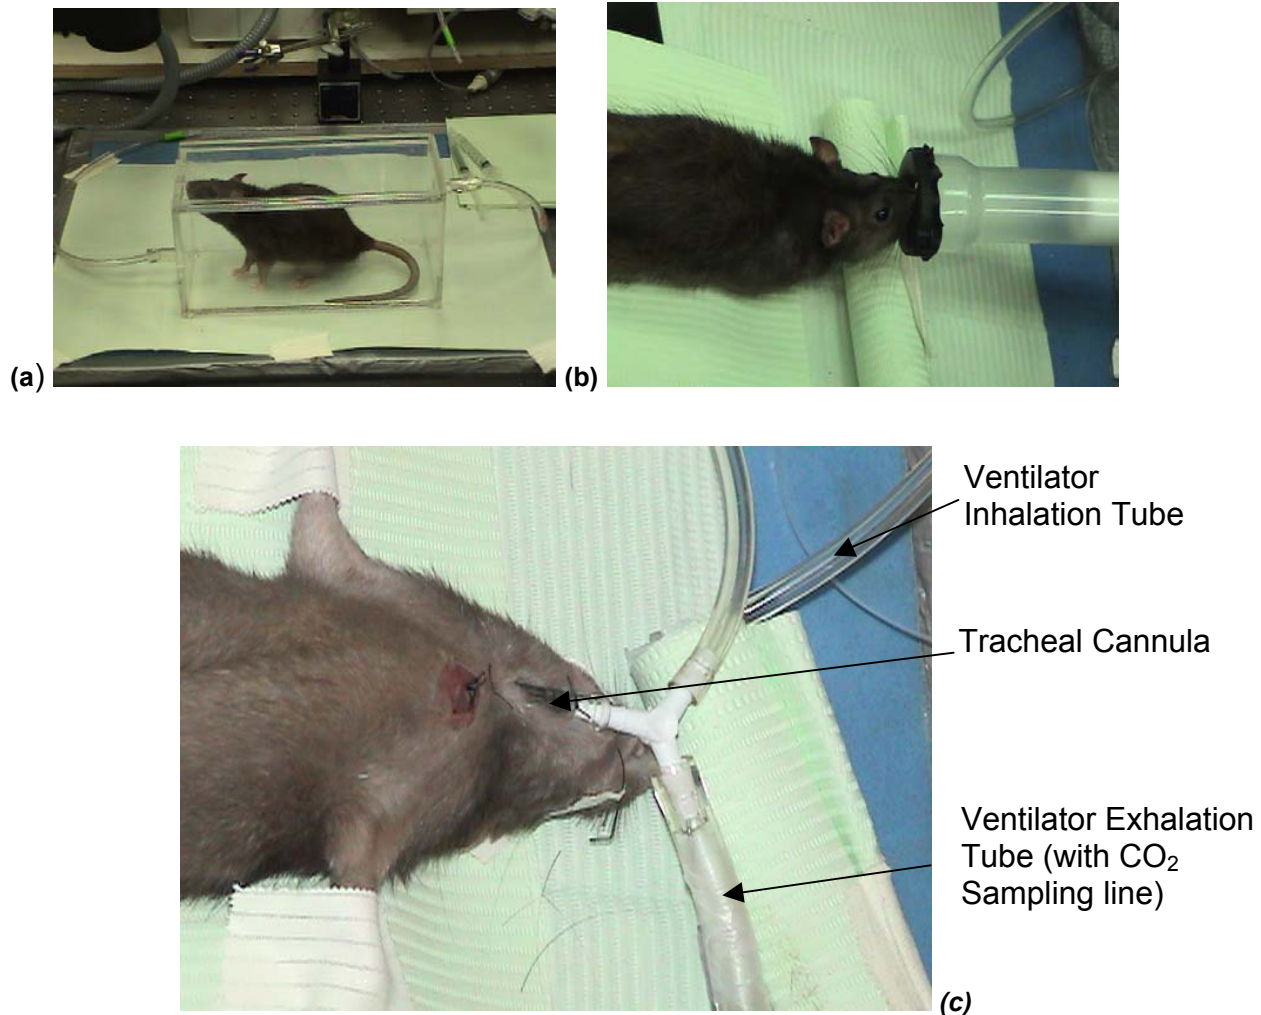 (a)
(b)
Ventilator
Inhalation Tube
Tracheal Cannula
Ventilator Exhalation
Tube (with CO₂
Sampling line)
(c)